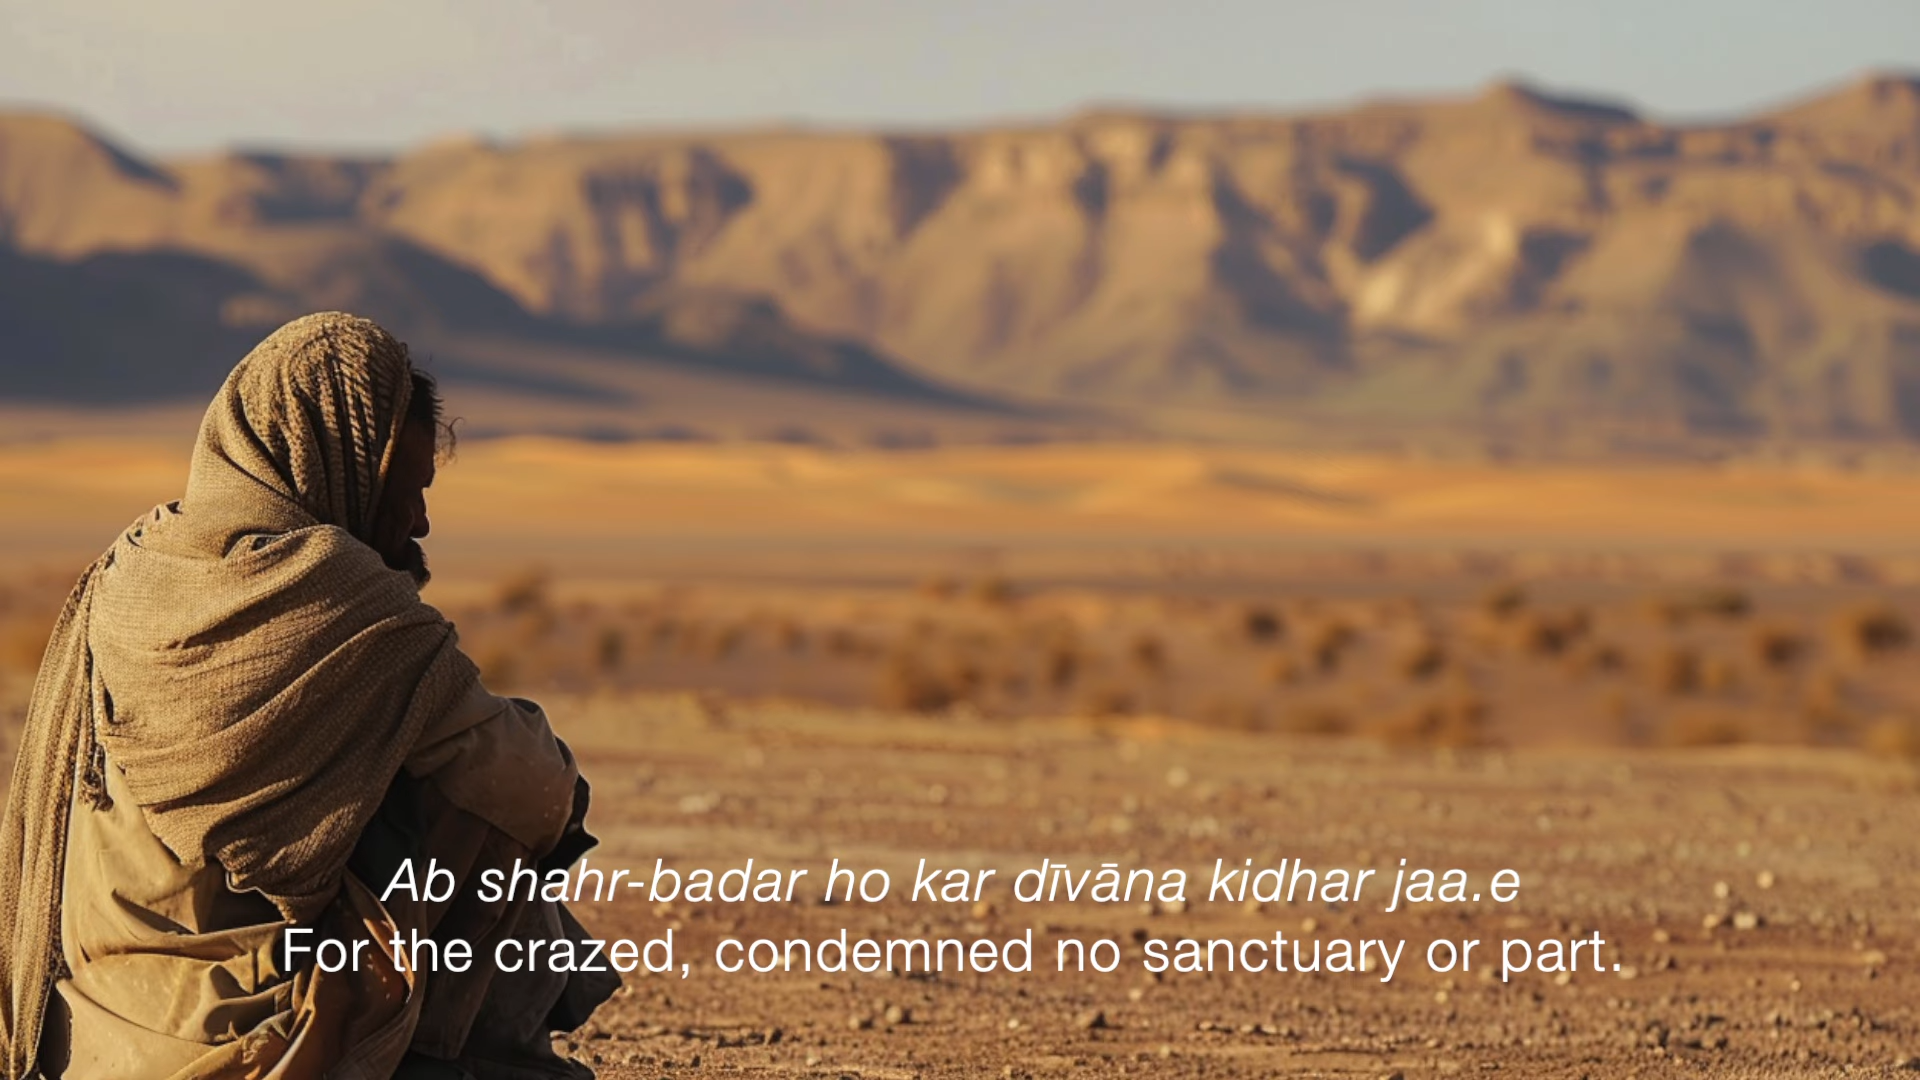 Ab shahr-badar ho kar dīvāna kidhar jaa.e
For the crazed, condemned no sanctuary or part.